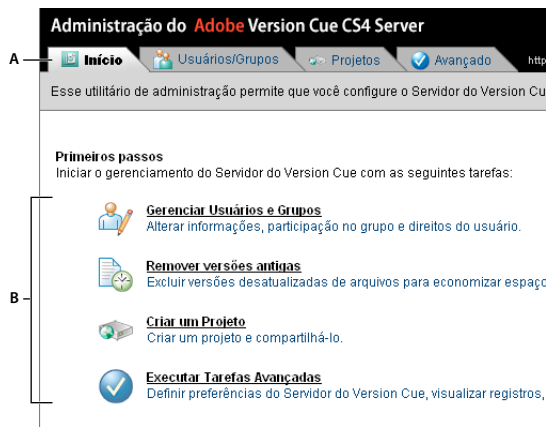 Administração do Adobe Version Cue CS4 Server
A
Início Usuários/Grupos Projetos Avançado http
Esse utilitário de administração permite que você configure o Servidor do Version Cu
Primeiros passos
Iniciar o gerenciamento do Servidor do Version Cue com as seguintes tarefas:
B
Gerenciar Usuários e Grupos
Alterar informações, participação no grupo e direitos do usuário.
Remover versões antigas
Excluir versões desatualizadas de arquivos para economizar espaço
Criar um Projeto
Criar um projeto e compartilhá-lo.
Executar Tarefas Avançadas
Definir preferências do Servidor do Version Cue, visualizar registros,